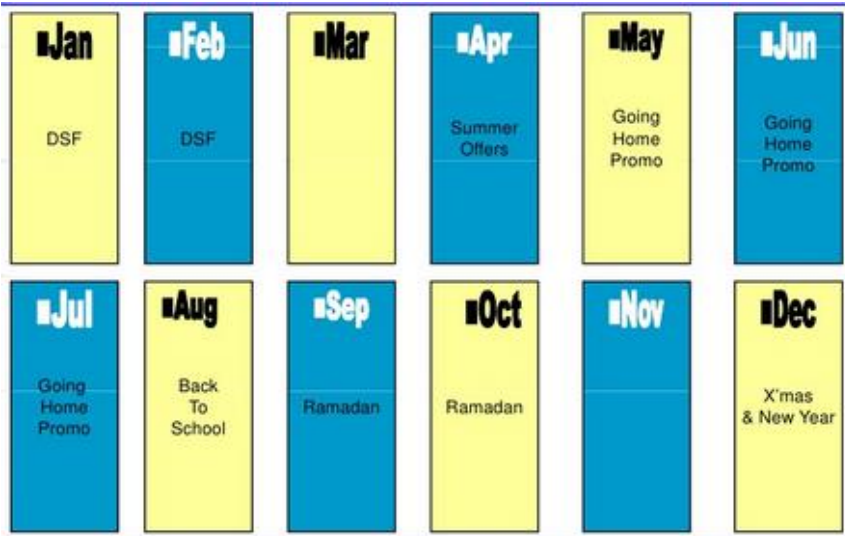 Jan
DSF
Feb
DSF
Mar
Apr
Summer
Offers
May
Going
Home
Promo
Jun
Going
Home
Promo
Jul
Going
Home
Promo
Aug
Back
To
School
Sep
Ramadan
Oct
Ramadan
Nov
Dec
X'mas
& New Year